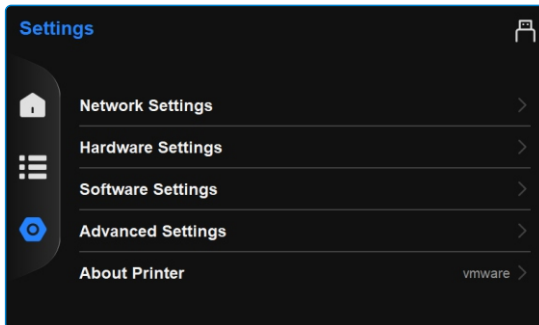 Settings
Network Settings
Hardware Settings
Software Settings
Advanced Settings
About Printer vmware